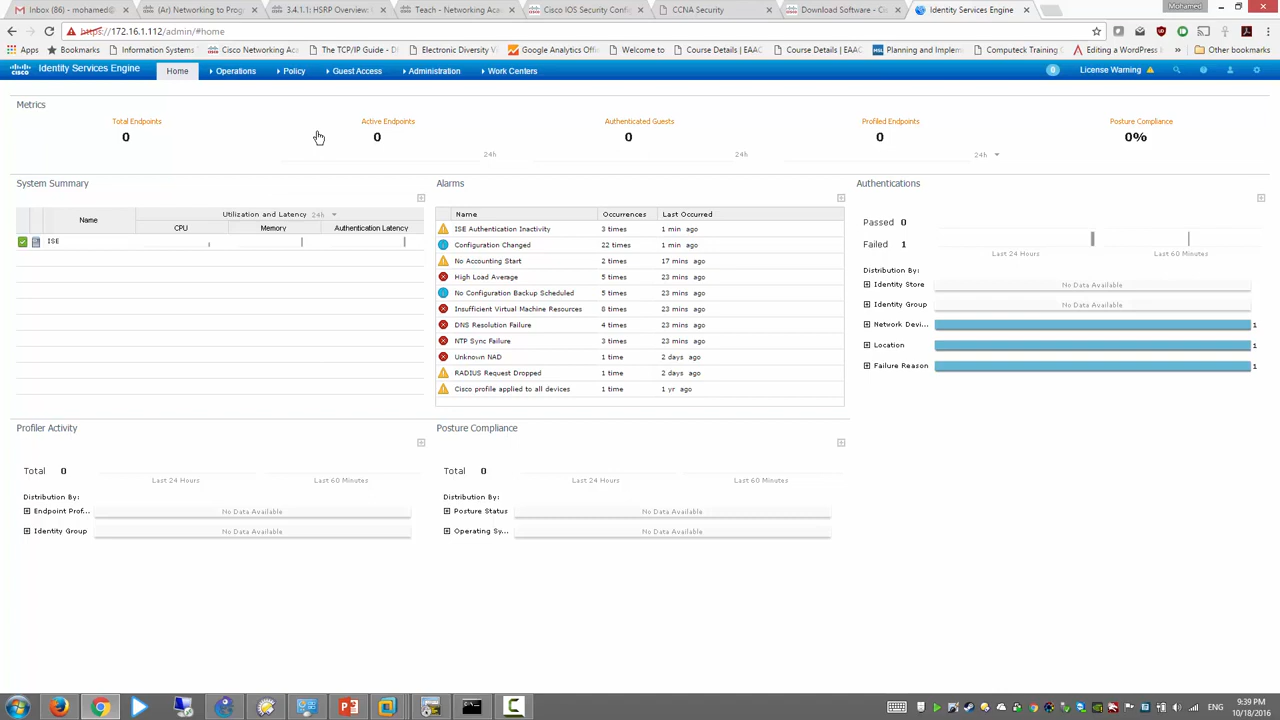 Inbox (86) - mohamed@
(Ar) Networking to Prog
3.4.1.1: HSRP Overview:
Teach - Networking Acade
Cisco IOS Security Config
CCNA Security
Download Software - Cis
Identity Services Engine
Mohamed
https://172.16.1.112/admin/#home
Apps
Bookmarks
Information Systems
Cisco Networking Aca
The TCP/IP Guide -
Electronic Diversity Vi
Google Analytics Offi
Welcome to
Course Details | EAAC
Course Details | EAAC
Planning and Implem
Computeck Training
Editing a WordPress
Other bookmarks
CISCO Identity Services Engine
Home
Operations
Policy
Guest Access
Administration
Work Centers
0
License Warning
Metrics
Total Endpoints
Active Endpoints
Authenticated Guests
Profiled Endpoints
Posture Compliance
0
0
0
0
0%
24h
24h
24h
System Summary
Name
Utilization and Latency 24h
CPU
Memory
Authentication Latency
ISE
Alarms
Name Occurrences Last Occurred
ISE Authentication Inactivity 3 times 1 min ago
Configuration Changed 22 times 1 min ago
No Accounting Start 2 times 17 mins ago
High Load Average 5 times 23 mins ago
No Configuration Backup Scheduled 5 times 23 mins ago
Insufficient Virtual Machine Resources 8 times 23 mins ago
DNS Resolution Failure 4 times 23 mins ago
NTP Sync Failure 3 times 23 mins ago
Unknown NAD 1 time 2 days ago
RADIUS Request Dropped 1 time 2 days ago
Cisco profile applied to all devices 1 time 1 yr ago
Authentications
Passed 0
Failed 1
Last 24 Hours
Last 60 Minutes
Distribution By:
Identity Store No Data Available
Identity Group No Data Available
Network Devi... 1
Location 1
Failure Reason 1
Profiler Activity
Total 0
Last 24 Hours
Last 60 Minutes
Distribution By:
Endpoint Prof... No Data Available
Identity Group No Data Available
Posture Compliance
Total 0
Last 24 Hours
Last 60 Minutes
Distribution By:
Posture Status No Data Available
Operating Sy... No Data Available
ENG
9:39 PM
10/18/2016